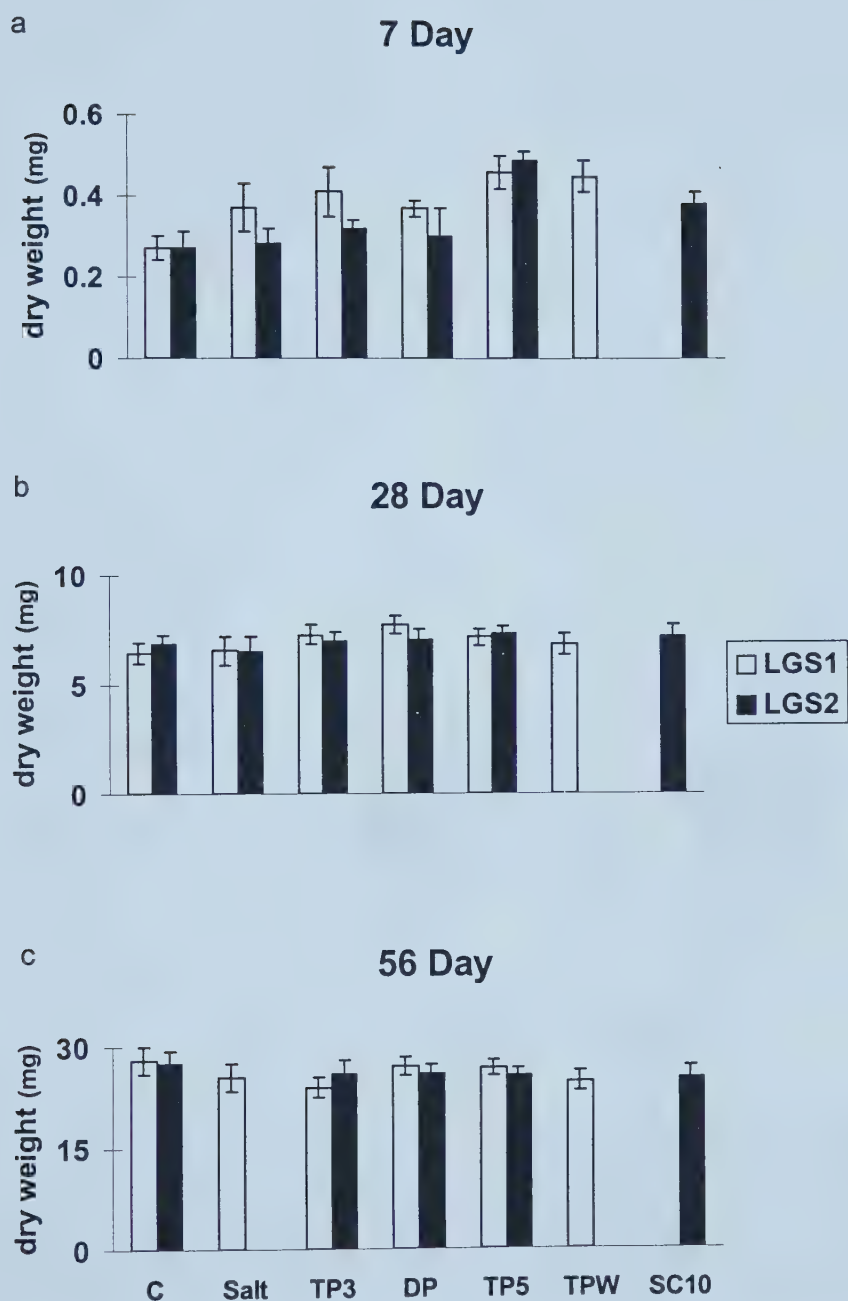 a
7 Day
0.6
0.4
0.2
0
dry weight (mg)
b
28 Day
10
5
0
dry weight (mg)
LGS1
LGS2
c
56 Day
30
15
0
dry weight (mg)
C Salt TP3 DP TP5 TPW SC10